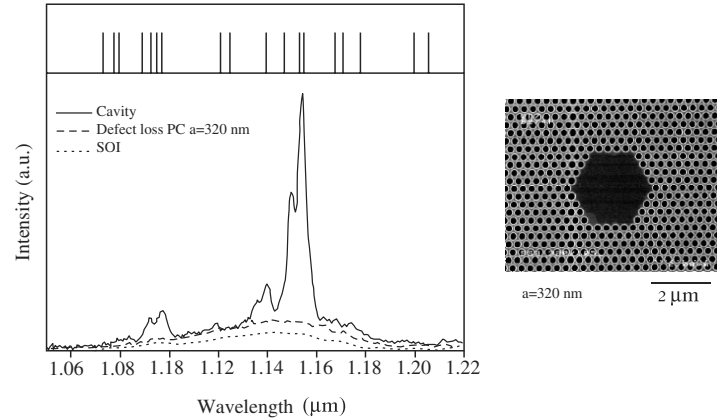 Cavity
Defect loss PC a=320 nm
SOI
Intensity (a.u.)
1.06 1.08 1.18 1.12 1.14 1.16 1.18 1.20 1.22
Wavelength (μm)
a=320 nm
2 μm